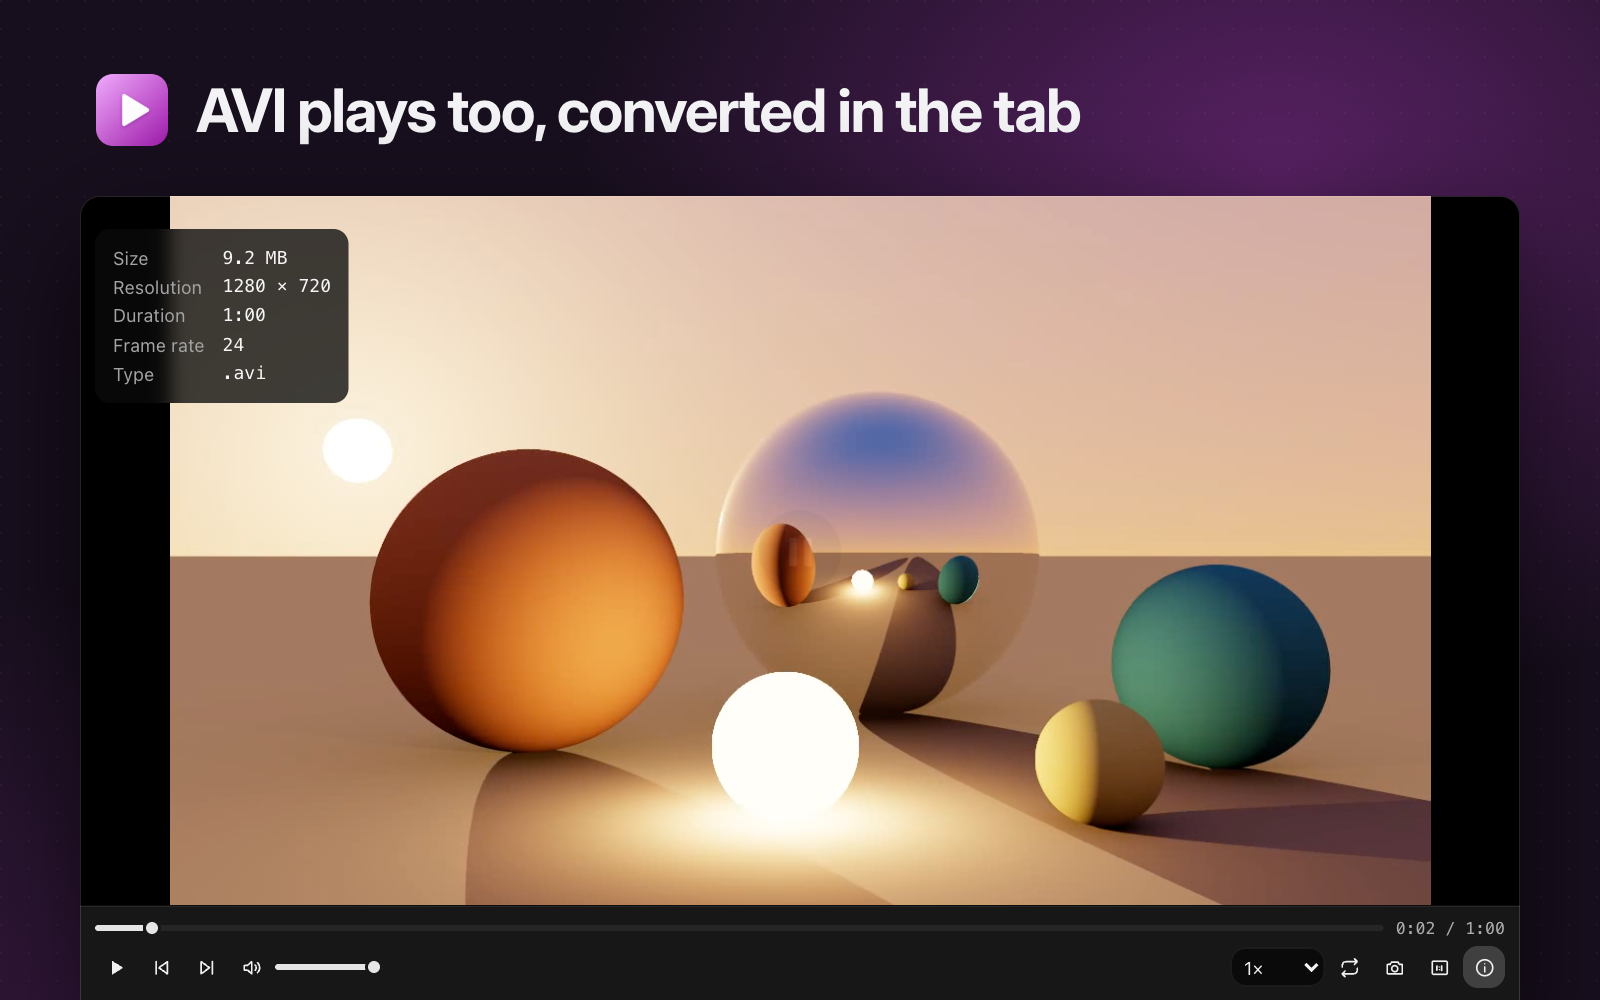 AVI plays too, converted in the tab
Size 9.2 MB
Resolution 1280 × 720
Duration 1:00
Frame rate 24
Type .avi
0:02 / 1:00
1×